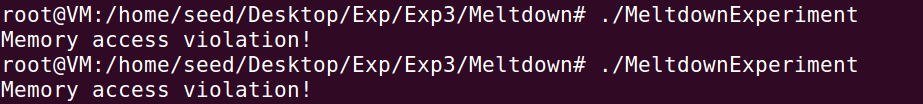 root@VM:/home/seed/Desktop/Exp/Exp3/Meltdown# ./MeltdownExperiment
Memory access violation!
root@VM:/home/seed/Desktop/Exp/Exp3/Meltdown# ./MeltdownExperiment
Memory access violation!